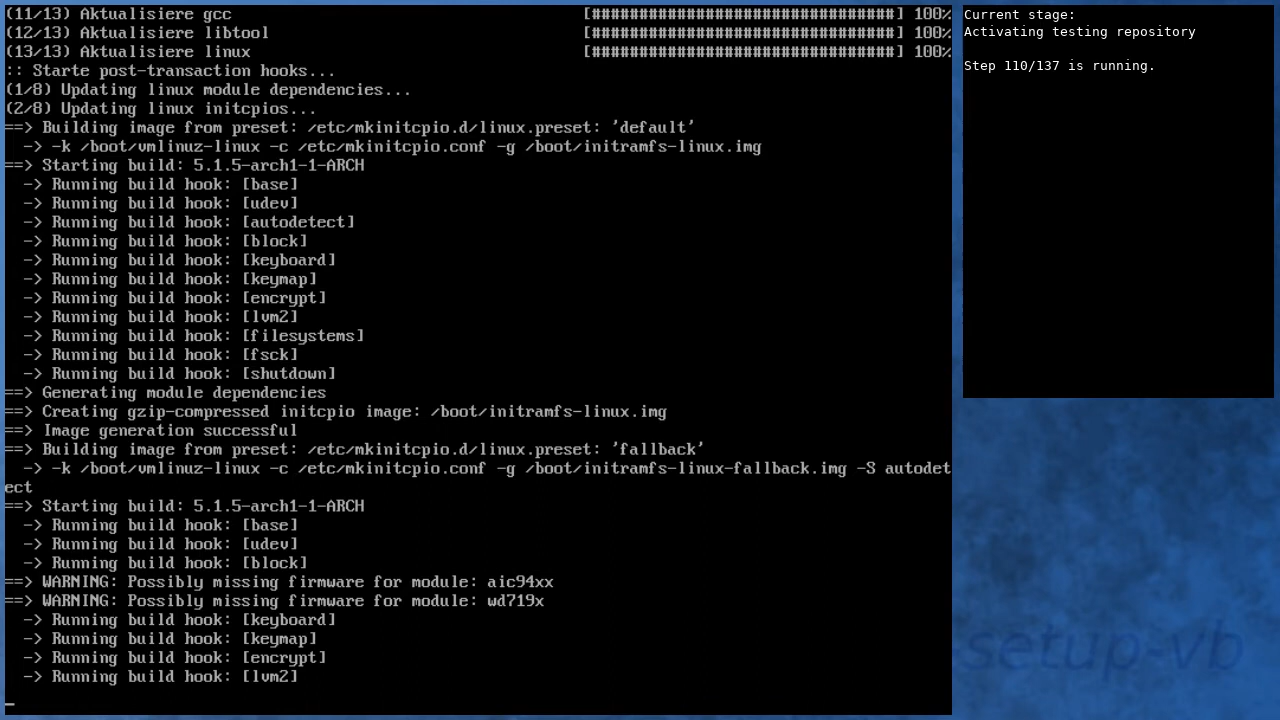 (11/13) Aktualisiere gcc [################################] 100%
(12/13) Aktualisiere libtool [################################] 100%
(13/13) Aktualisiere linux [################################] 100%
:: Starte post-transaction hooks...
(1/8) Updating linux module dependencies...
(2/8) Updating linux initcpios...
==> Building image from preset: /etc/mkinitcpio.d/linux.preset: 'default'
  -> -k /boot/vmlinuz-linux -c /etc/mkinitcpio.conf -g /boot/initramfs-linux.img
==> Starting build: 5.1.5-arch1-1-ARCH
  -> Running build hook: [base]
  -> Running build hook: [udev]
  -> Running build hook: [autodetect]
  -> Running build hook: [block]
  -> Running build hook: [keyboard]
  -> Running build hook: [keymap]
  -> Running build hook: [encrypt]
  -> Running build hook: [lvm2]
  -> Running build hook: [filesystems]
  -> Running build hook: [fsck]
  -> Running build hook: [shutdown]
==> Generating module dependencies
==> Creating gzip-compressed initcpio image: /boot/initramfs-linux.img
==> Image generation successful
==> Building image from preset: /etc/mkinitcpio.d/linux.preset: 'fallback'
  -> -k /boot/vmlinuz-linux -c /etc/mkinitcpio.conf -g /boot/initramfs-linux-fallback.img -S autodet
ect
==> Starting build: 5.1.5-arch1-1-ARCH
  -> Running build hook: [base]
  -> Running build hook: [udev]
  -> Running build hook: [block]
==> WARNING: Possibly missing firmware for module: aic94xx
==> WARNING: Possibly missing firmware for module: wd719x
  -> Running build hook: [keyboard]
  -> Running build hook: [keymap]
  -> Running build hook: [encrypt]
  -> Running build hook: [lvm2]
_
Current stage:
Activating testing repository
Step 110/137 is running.
-setup-vb